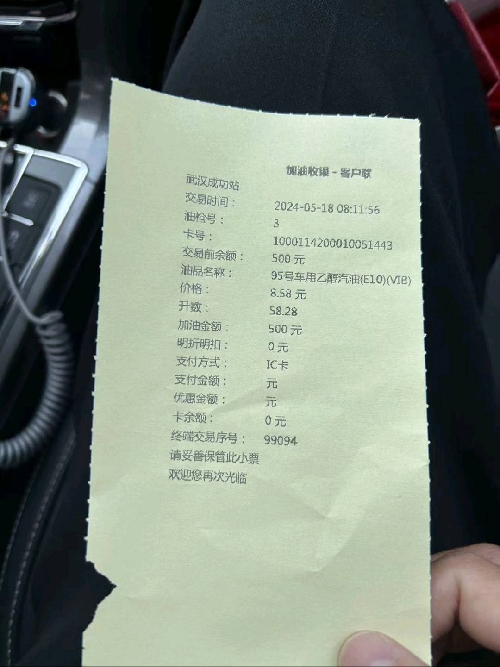 加油收银 - 客户联
武汉成功站
交易时间： 2024-05-18 08:11:56
油枪号： 3
卡号： 1000114200010051443
交易前余额： 500 元
油品名称： 95号车用乙醇汽油(E10)(VIB)
价格： 8.58 元
升数： 58.28
加油金额： 500 元
明折明扣： 0 元
支付方式： IC卡
支付金额： 元
优惠金额： 元
卡余额： 0 元
终端交易序号： 99094
请妥善保管此小票
欢迎您再次光临